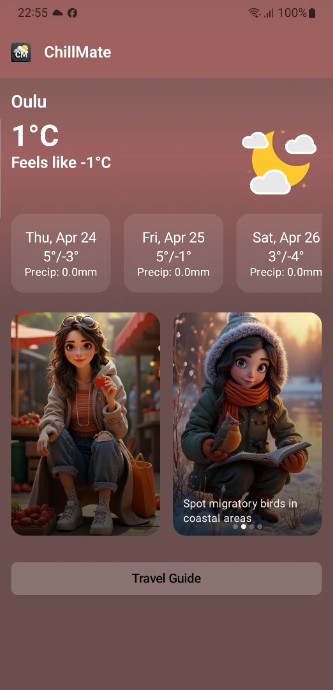 22:55
100%
CM
ChillMate
Oulu
1°C
Feels like -1°C
Thu, Apr 24
5°/-3°
Precip: 0.0mm
Fri, Apr 25
5°/-1°
Precip: 0.0mm
Sat, Apr 26
3°/-4°
Precip: 0.0mm
Spot migratory birds in
coastal areas
Travel Guide